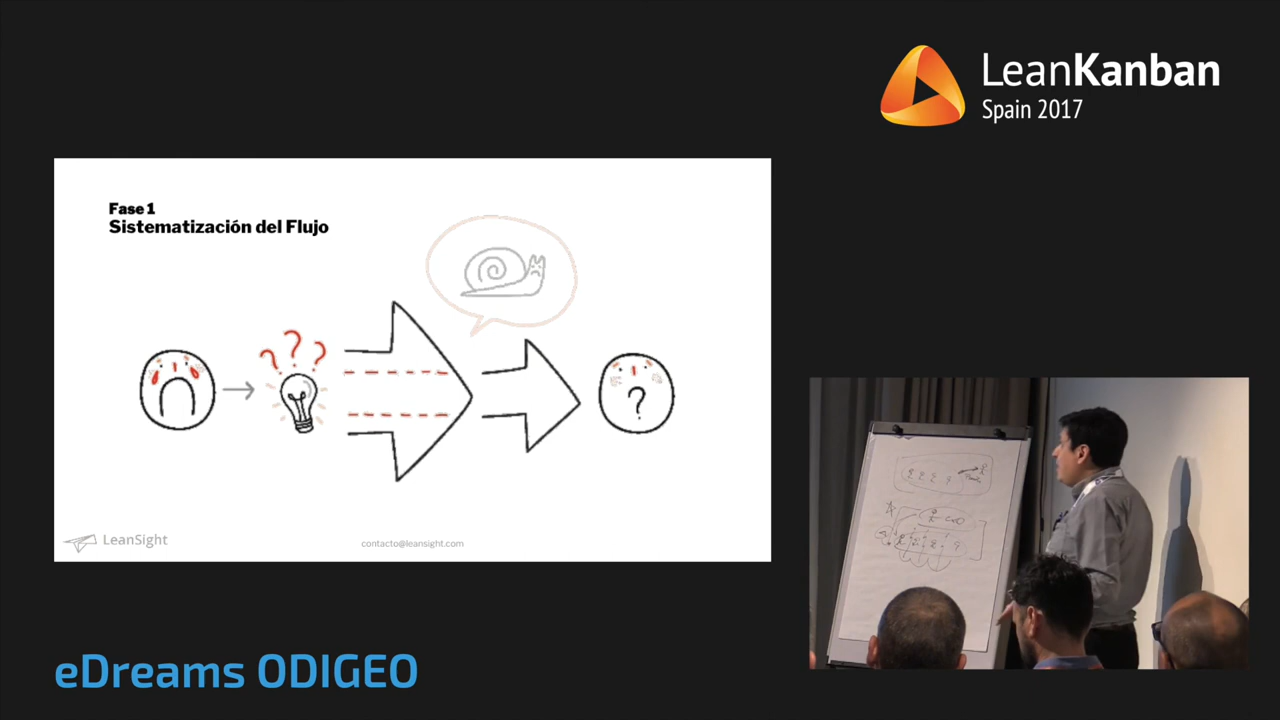 LeanKanban
Spain 2017
Fase 1
Sistematización del Flujo
? ? ?
?
LeanSight
contacto@leansight.com
eDreams ODIGEO